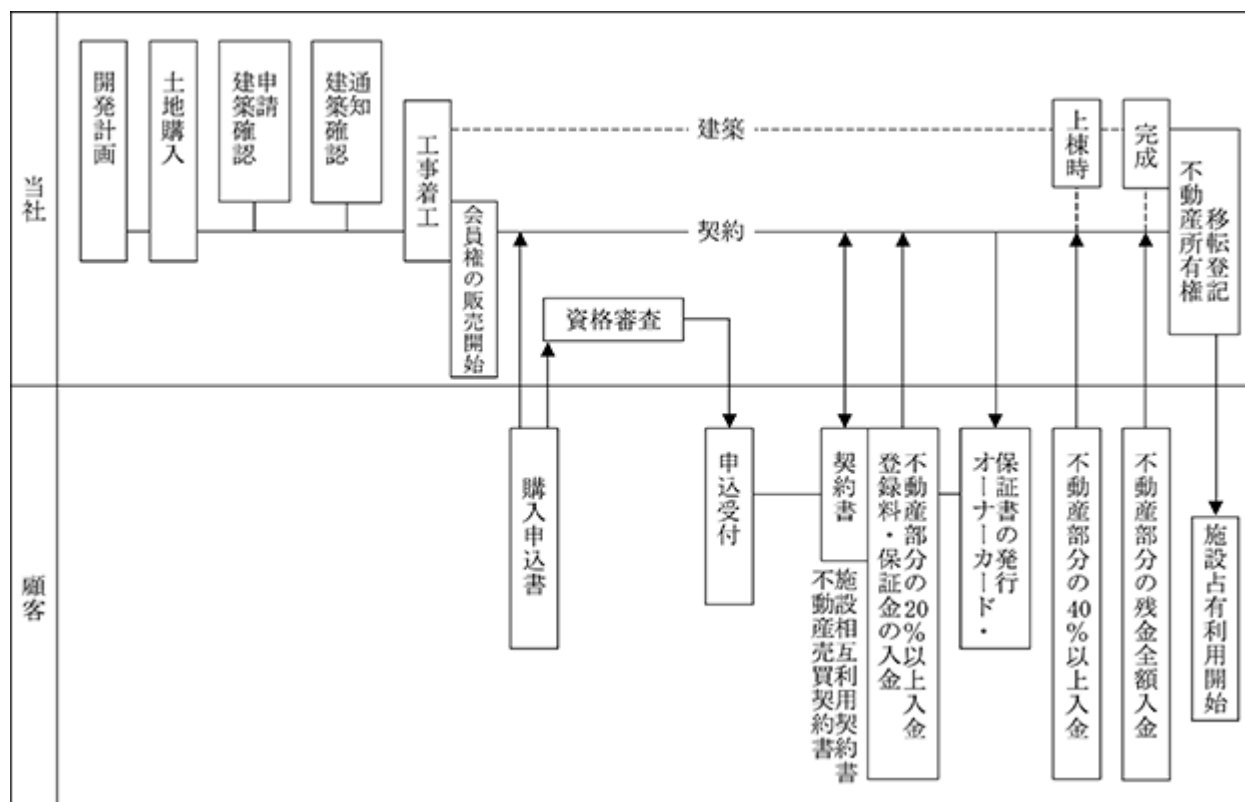 当社
開発計画
土地購入
建築確認
申請
建築確認
通知
工事着工
会員権の販売開始
建築
契約
上棟時
完成
不動産所有権
移転登記
資格審査
顧客
購入申込書
申込受付
契約書
不動産売買契約書
施設相互利用契約書
登録料・保証金の入金
不動産部分の20%以上入金
オーナーカード・
保証書の発行
不動産部分の40%以上入金
不動産部分の残金全額入金
施設占有利用開始